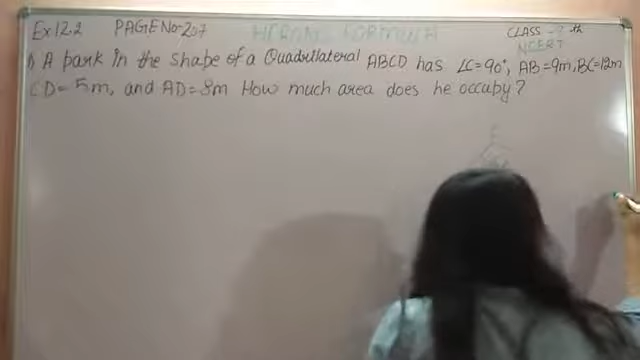 Ex 12.2 PAGE No-207 HERONS FORMULA CLASS - 9th
NCERT
1) A park in the shape of a Quadrilateral ABCD has ∠C=90°, AB=9m, BC=12m
CD=5m, and AD=8m How much area does he occupy?